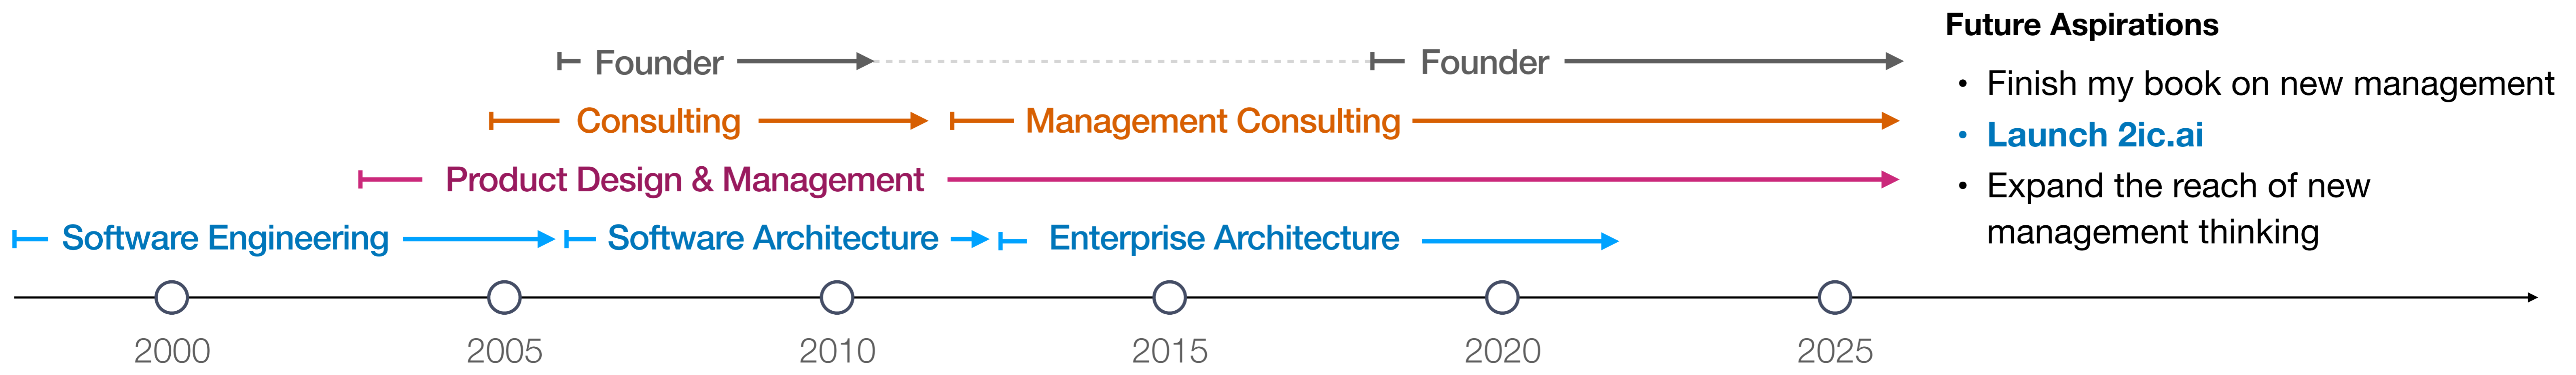 Founder
Founder
Future Aspirations
• Finish my book on new management
Consulting
Management Consulting
• Launch 2ic.ai
Product Design & Management
• Expand the reach of new
management thinking
Software Engineering
Software Architecture
Enterprise Architecture
2000
2005
2010
2015
2020
2025